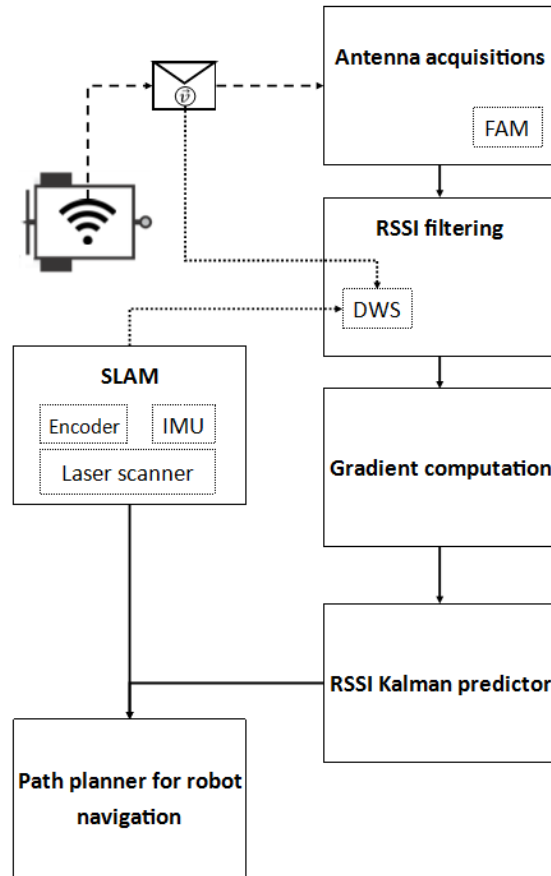 Antenna acquisitions
FAM
v⃗
RSSI filtering
DWS
SLAM
Encoder
IMU
Laser scanner
Gradient computation
RSSI Kalman predictor
Path planner for robot
navigation